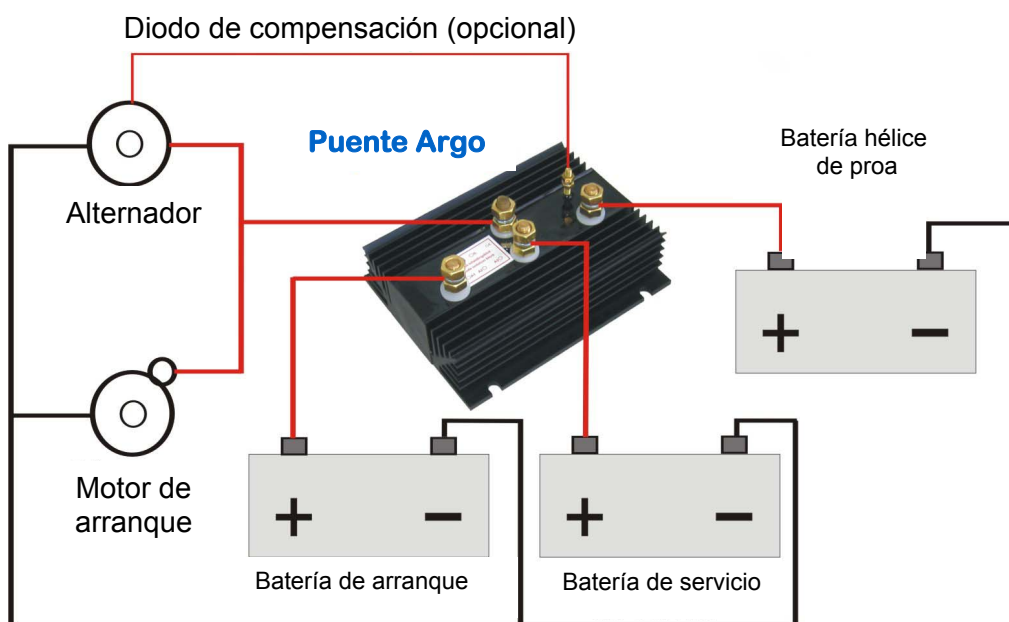 Diodo de compensación (opcional)
Puente Argo
Batería hélice
de proa
Alternador
+ −
Motor de
arranque
+ − + −
Batería de arranque
Batería de servicio